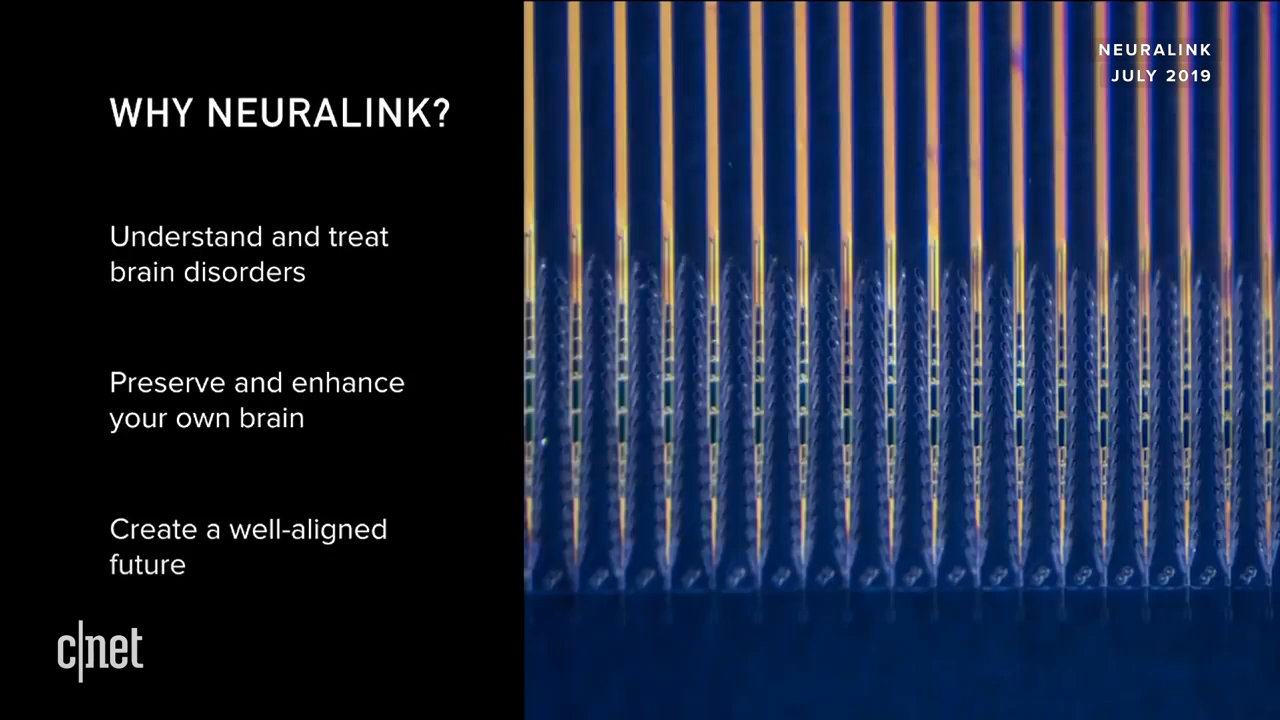 WHY NEURALINK?
Understand and treat
brain disorders
Preserve and enhance
your own brain
Create a well-aligned
future
NEURALINK
JULY 2019
c|net